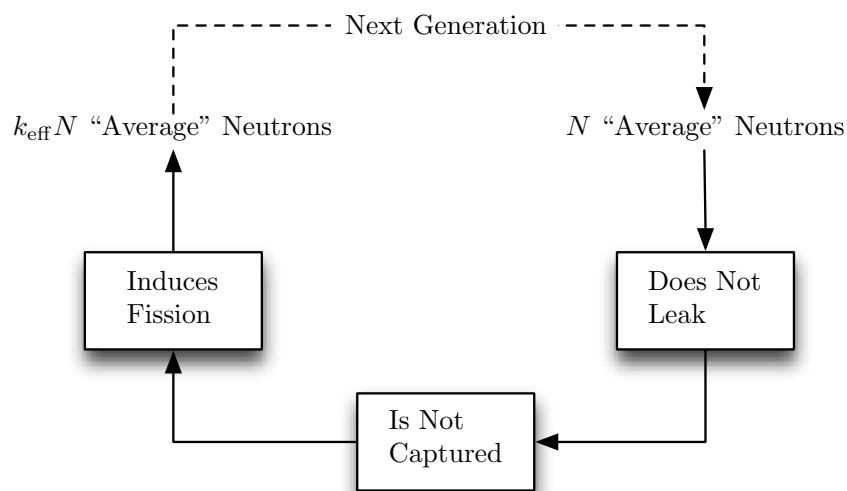 Next Generation
k_eff N “Average” Neutrons
N “Average” Neutrons
Induces
Fission
Does Not
Leak
Is Not
Captured